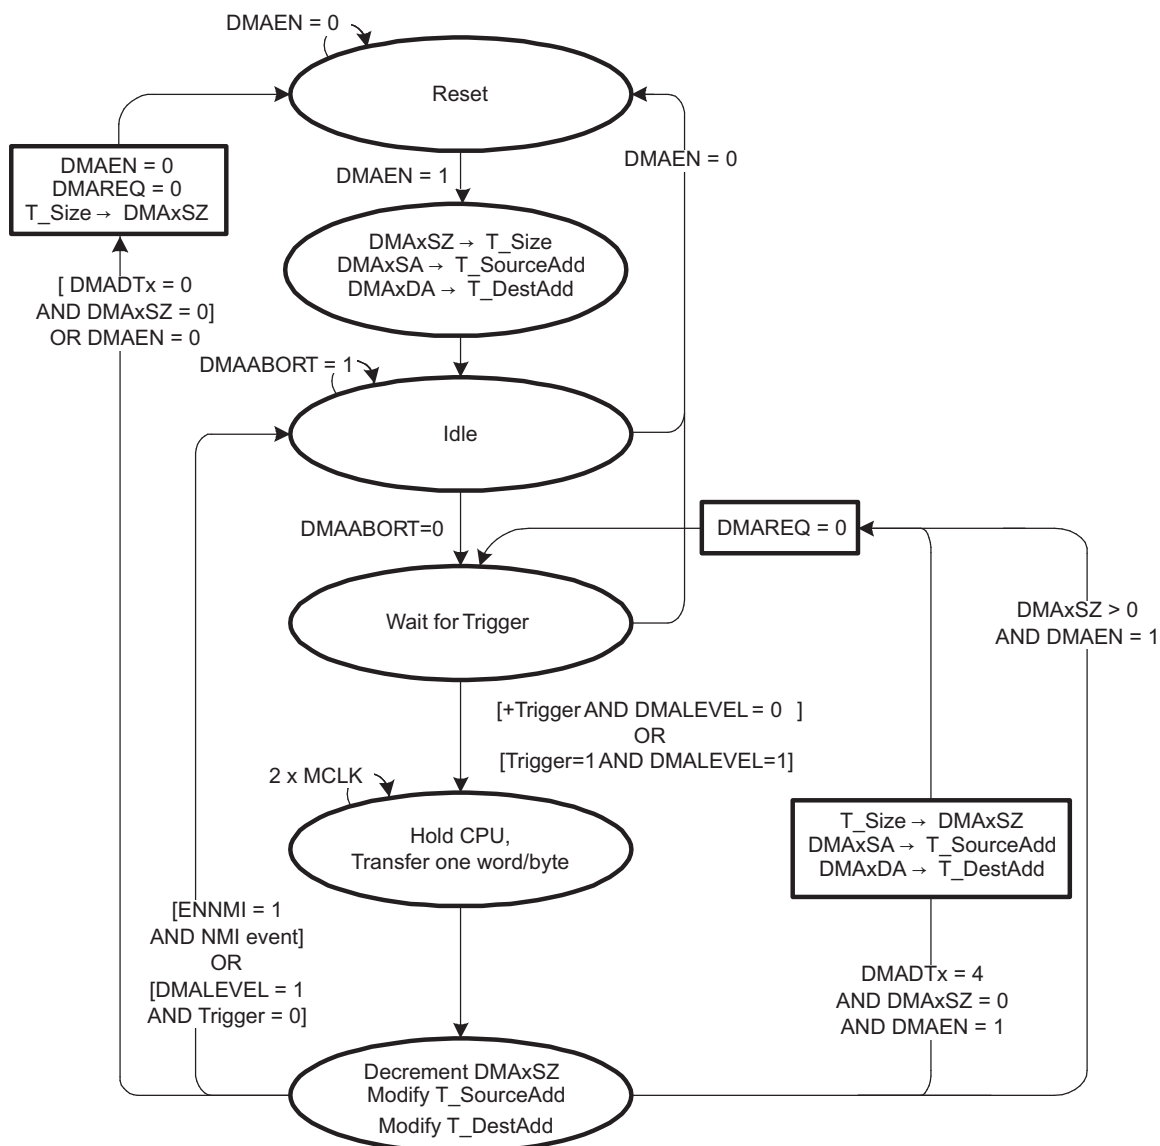 DMAEN = 0
Reset
DMAEN = 0
DMAREQ = 0
T_Size → DMAxSZ
DMAEN = 1
DMAEN = 0
DMAxSZ → T_Size
DMAxSA → T_SourceAdd
DMAxDA → T_DestAdd
[ DMADTx = 0
AND DMAxSZ = 0]
OR DMAEN = 0
DMAABORT = 1
Idle
DMAABORT=0
DMAREQ = 0
Wait for Trigger
DMAxSZ > 0
AND DMAEN = 1
[+Trigger AND DMALEVEL = 0 ]
OR
[Trigger=1 AND DMALEVEL=1]
2 x MCLK
Hold CPU,
Transfer one word/byte
T_Size → DMAxSZ
DMAxSA → T_SourceAdd
DMAxDA → T_DestAdd
[ENNMI = 1
AND NMI event]
OR
[DMALEVEL = 1
AND Trigger = 0]
DMADTx = 4
AND DMAxSZ = 0
AND DMAEN = 1
Decrement DMAxSZ
Modify T_SourceAdd
Modify T_DestAdd